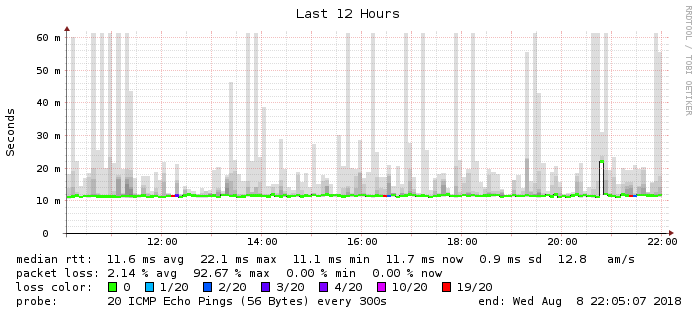 Last 12 Hours
RRDTOOL / TOBI OETIKER
Seconds
60 m
50 m
40 m
30 m
20 m
10 m
0
12:00 14:00 16:00 18:00 20:00 22:00
median rtt: 11.6 ms avg 22.1 ms max 11.1 ms min 11.7 ms now 0.9 ms sd 12.8 am/s
packet loss: 2.14 % avg 92.67 % max 0.00 % min 0.00 % now
loss color: 0 1/20 2/20 3/20 4/20 10/20 19/20
probe: 20 ICMP Echo Pings (56 Bytes) every 300s end: Wed Aug 8 22:05:07 2018